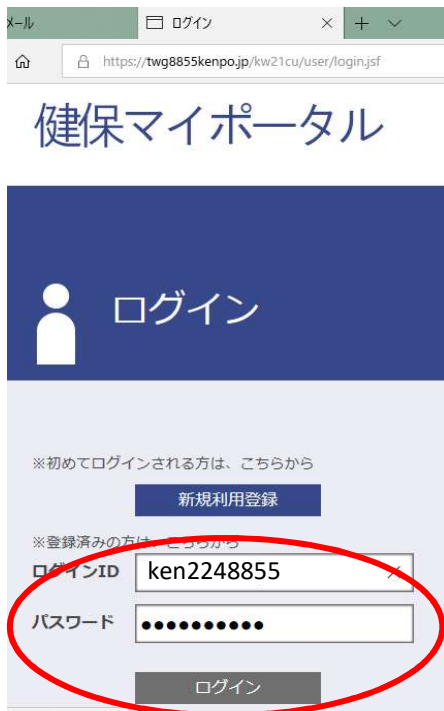 メール
ログイン
https://twg8855kenpo.jp/kw21cu/user/login.jsf
健保マイポータル
ログイン
※初めてログインされる方は、こちらから
新規利用登録
※登録済みの方は、こちらから
ログインID ken2248855
パスワード ●●●●●●●●●●
ログイン